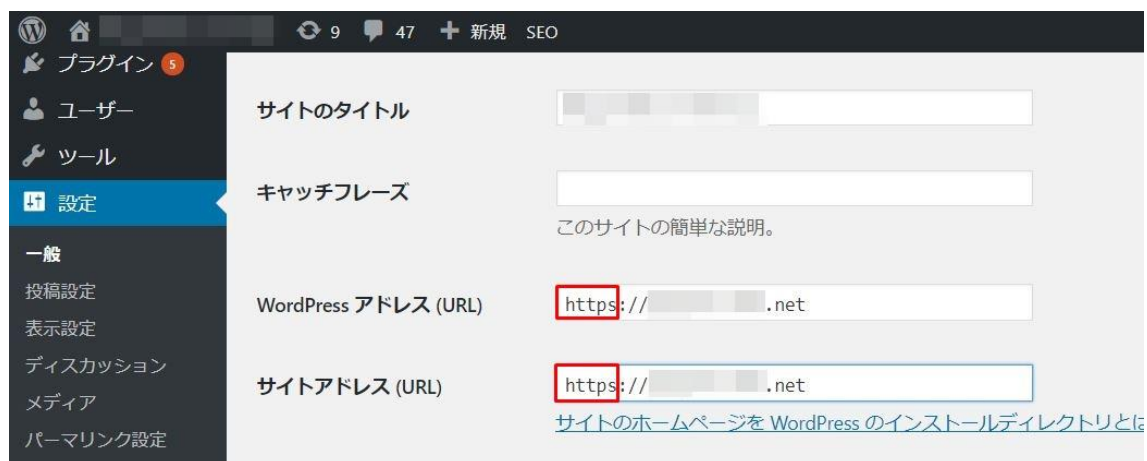 9 47 新規 SEO
プラグイン 5
ユーザー
ツール
設定
一般
投稿設定
表示設定
ディスカッション
メディア
パーマリンク設定
サイトのタイトル
キャッチフレーズ
このサイトの簡単な説明。
WordPress アドレス (URL)
https:// .net
サイトアドレス (URL)
https:// .net
サイトのホームページを WordPress のインストールディレクトリとは